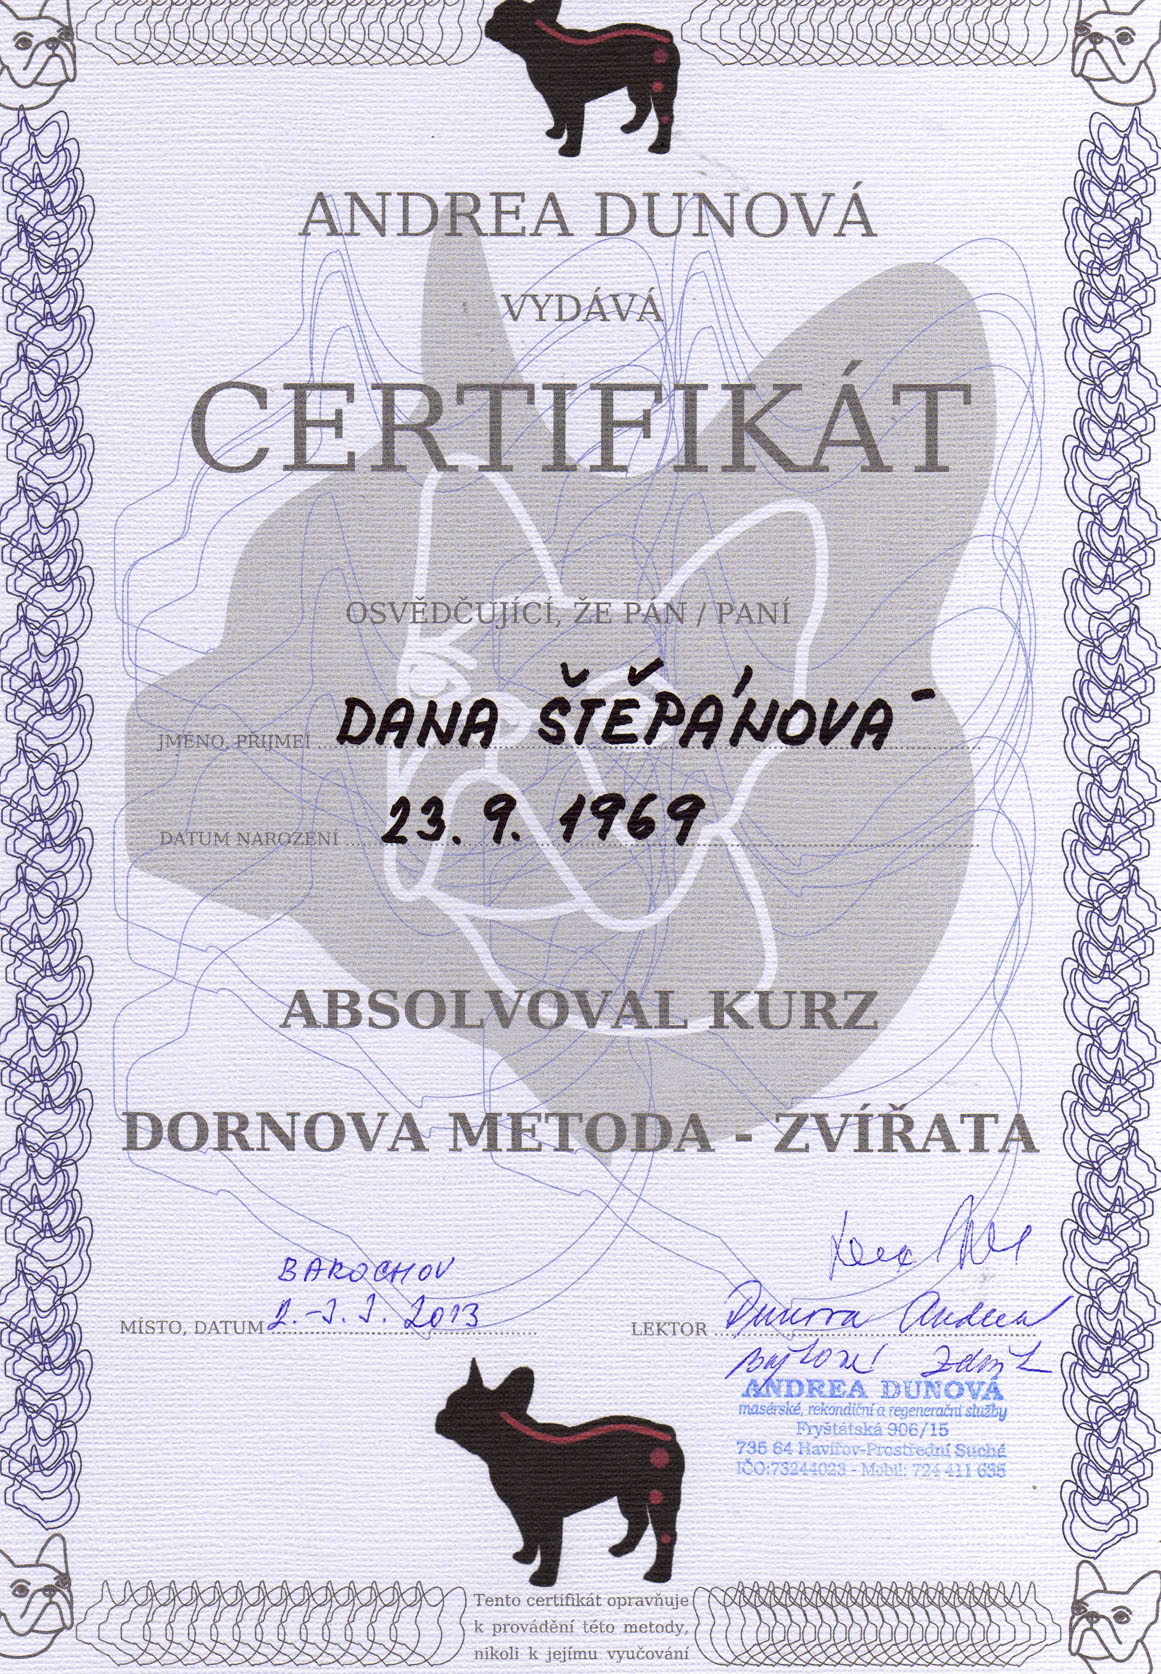 ANDREA DUNOVÁ
VYDÁVÁ
CERTIFIKÁT
OSVĚDČUJÍCÍ, ŽE PÁN / PANÍ
JMÉNO, PŘIJMEÍ DANA ŠTĚPÁNOVÁ
DATUM NAROZENÍ 23. 9. 1969
ABSOLVOVAL KURZ
DORNOVA METODA - ZVÍŘATA
BAROCHOV
MÍSTO, DATUM 2.-3. 3. 2013
LEKTOR Dunova Andrea
ANDREA DUNOVÁ
masérské, rekondiční a regenerační služby
Fryštátská 906/15
735 64 Havířov-Prostřední Suchá
IČO:73244023 - Mobil: 724 411 635
Tento certifikát opravňuje
k provádění této metody,
nikoli k jejímu vyučování